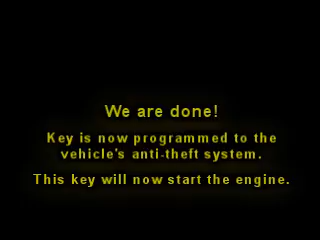 We are done!
Key is now programmed to the
vehicle's anti-theft system.
This key will now start the engine.